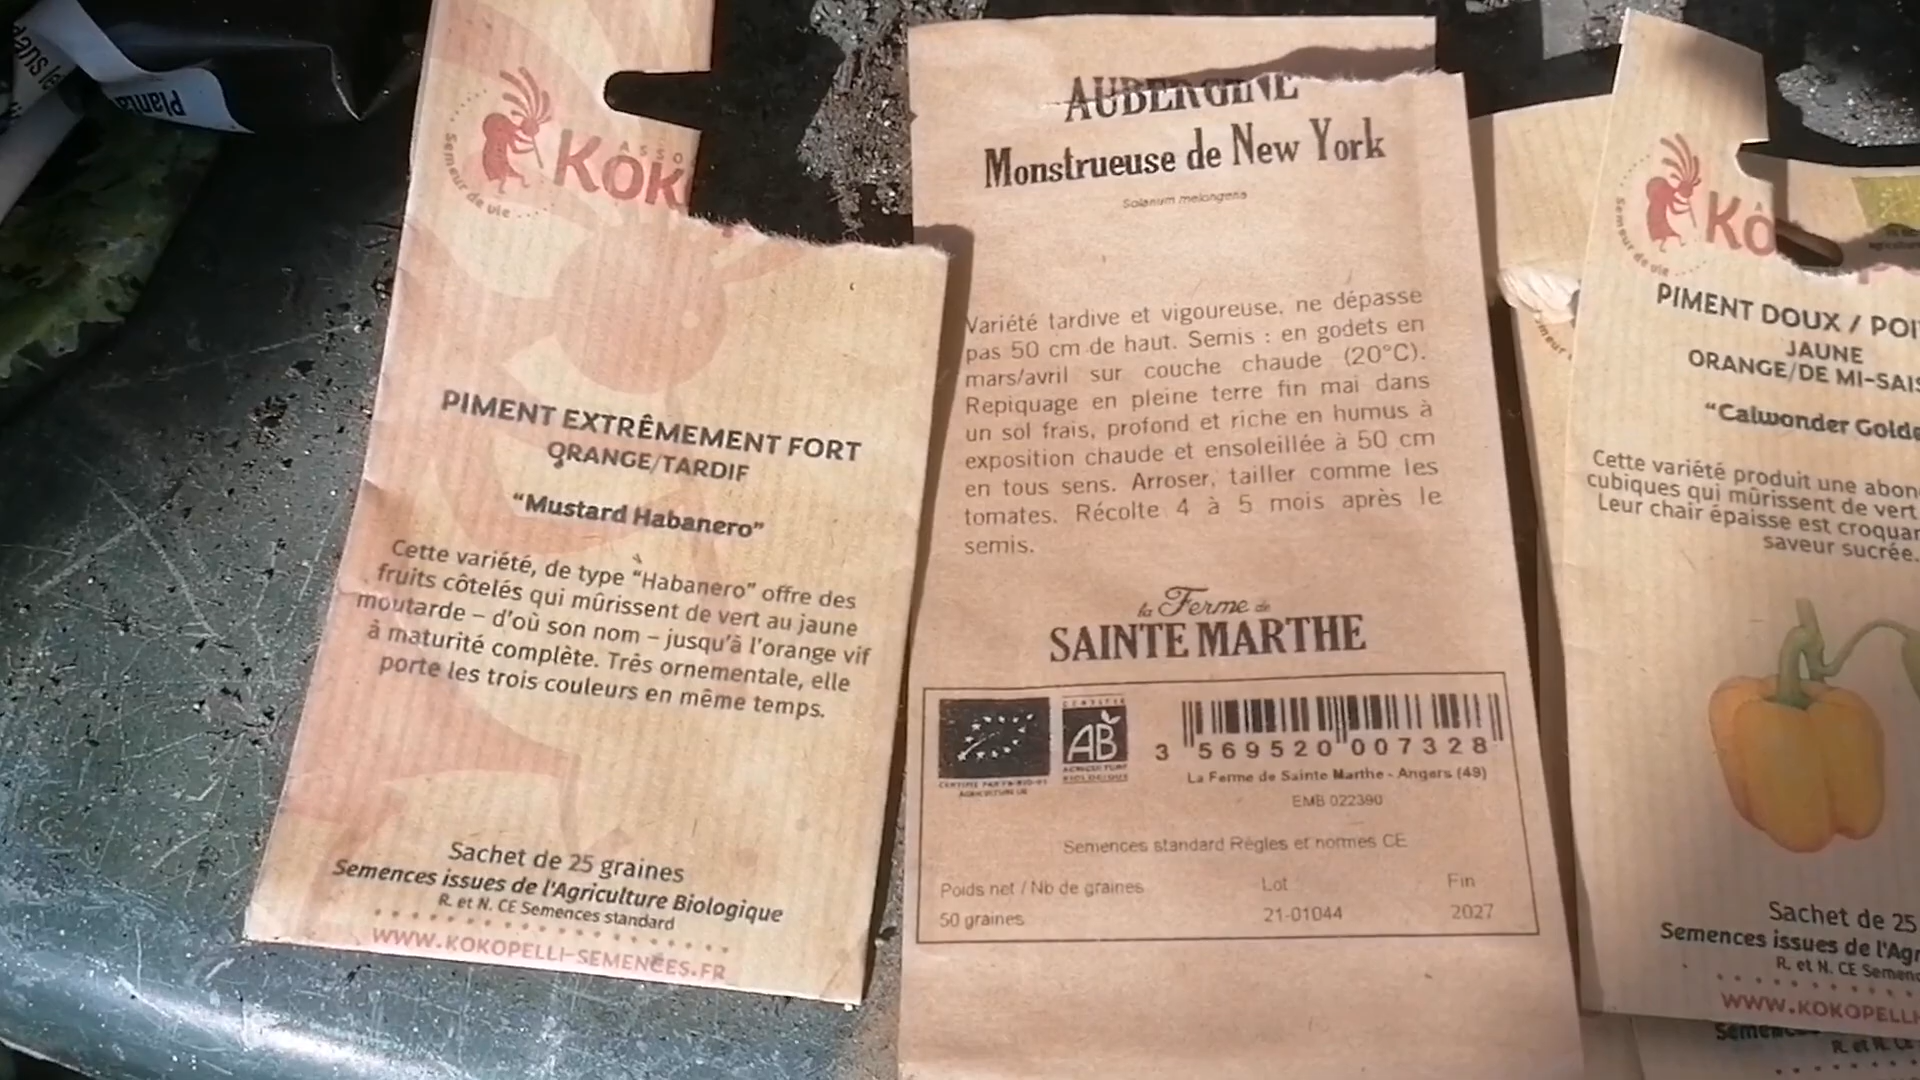 Planta
ASSO
KOK
Semeur de vie
PIMENT EXTRÊMEMENT FORT
ORANGE/TARDIF
“Mustard Habanero”
Cette variété, de type “Habanero” offre des
fruits côtelés qui mûrissent de vert au jaune
moutarde – d'où son nom – jusqu'à l'orange vif
à maturité complète. Très ornementale, elle
porte les trois couleurs en même temps.
Sachet de 25 graines
Semences issues de l'Agriculture Biologique
R. et N. CE Semences standard
WWW.KOKOPELLI-SEMENCES.FR
AUBERGINE
Monstrueuse de New York
Solanum melongena
Variété tardive et vigoureuse, ne dépasse
pas 50 cm de haut. Semis : en godets en
mars/avril sur couche chaude (20°C).
Repiquage en pleine terre fin mai dans
un sol frais, profond et riche en humus à
exposition chaude et ensoleillée à 50 cm
en tous sens. Arroser, tailler comme les
tomates. Récolte 4 à 5 mois après le
semis.
la Ferme de
SAINTE MARTHE
CERTIFIÉ
AB
AGRICULTURE
BIOLOGIQUE
3 569520 007328
La Ferme de Sainte Marthe - Angers (49)
EMB 022390
Semences standard Règles et normes CE
Poids net / Nb de graines Lot Fin
50 graines 21-01044 2027
KÔ
Semeur de vie
PIMENT DOUX / POI
JAUNE
ORANGE/DE MI-SAIS
“Calwonder Golde
Cette variété produit une abon
cubiques qui mûrissent de vert
Leur chair épaisse est croquan
saveur sucrée.
Sachet de 25
Semences issues de l'Agr
R. et N. CE Semenc
WWW.KOKOPELLI